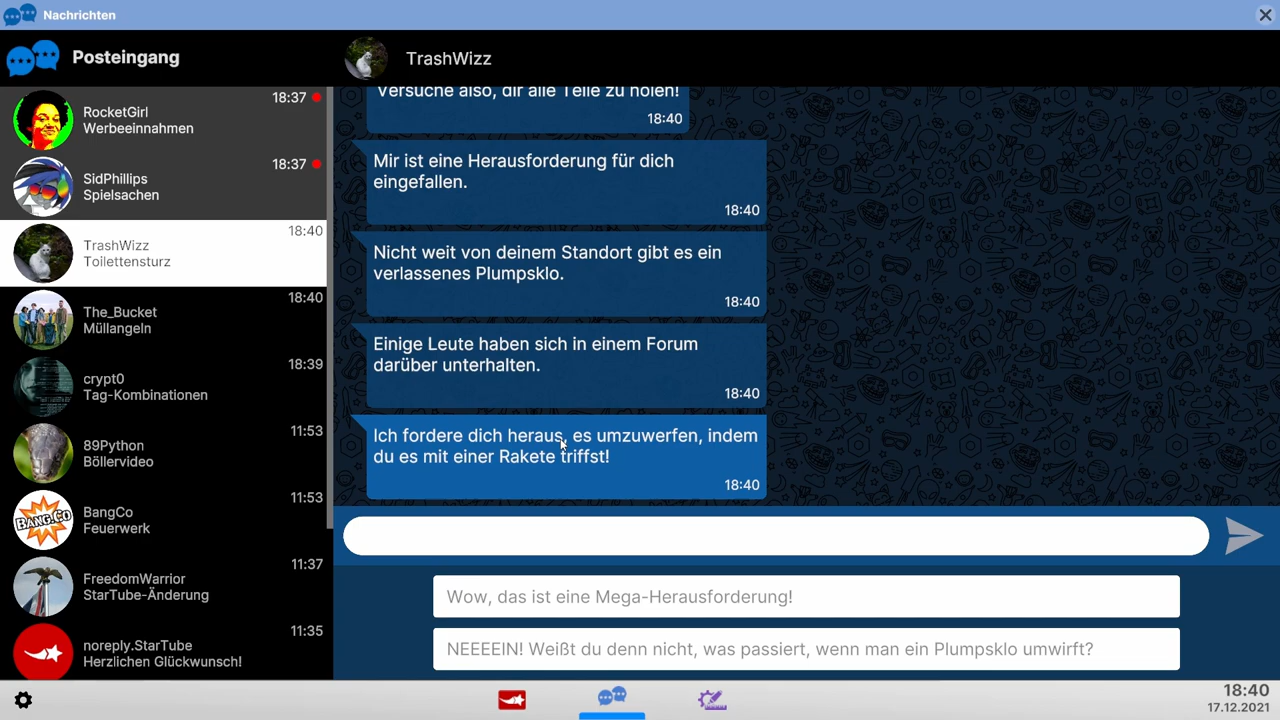 Nachrichten
Posteingang
TrashWizz
RocketGirl
Werbeeinnahmen
18:37
SidPhillips
Spielsachen
18:37
TrashWizz
Toilettensturz
18:40
The_Bucket
Müllangeln
18:40
crypt0
Tag-Kombinationen
18:39
89Python
Böllervideo
11:53
BANG.CO
BangCo
Feuerwerk
11:53
FreedomWarrior
StarTube-Änderung
11:37
noreply.StarTube
Herzlichen Glückwunsch!
11:35
Versuche also, dir alle Teile zu holen!
18:40
Mir ist eine Herausforderung für dich
eingefallen.
18:40
Nicht weit von deinem Standort gibt es ein
verlassenes Plumpsklo.
18:40
Einige Leute haben sich in einem Forum
darüber unterhalten.
18:40
Ich fordere dich heraus, es umzuwerfen, indem
du es mit einer Rakete triffst!
18:40
Wow, das ist eine Mega-Herausforderung!
NEEEEIN! Weißt du denn nicht, was passiert, wenn man ein Plumpsklo umwirft?
18:40
17.12.2021